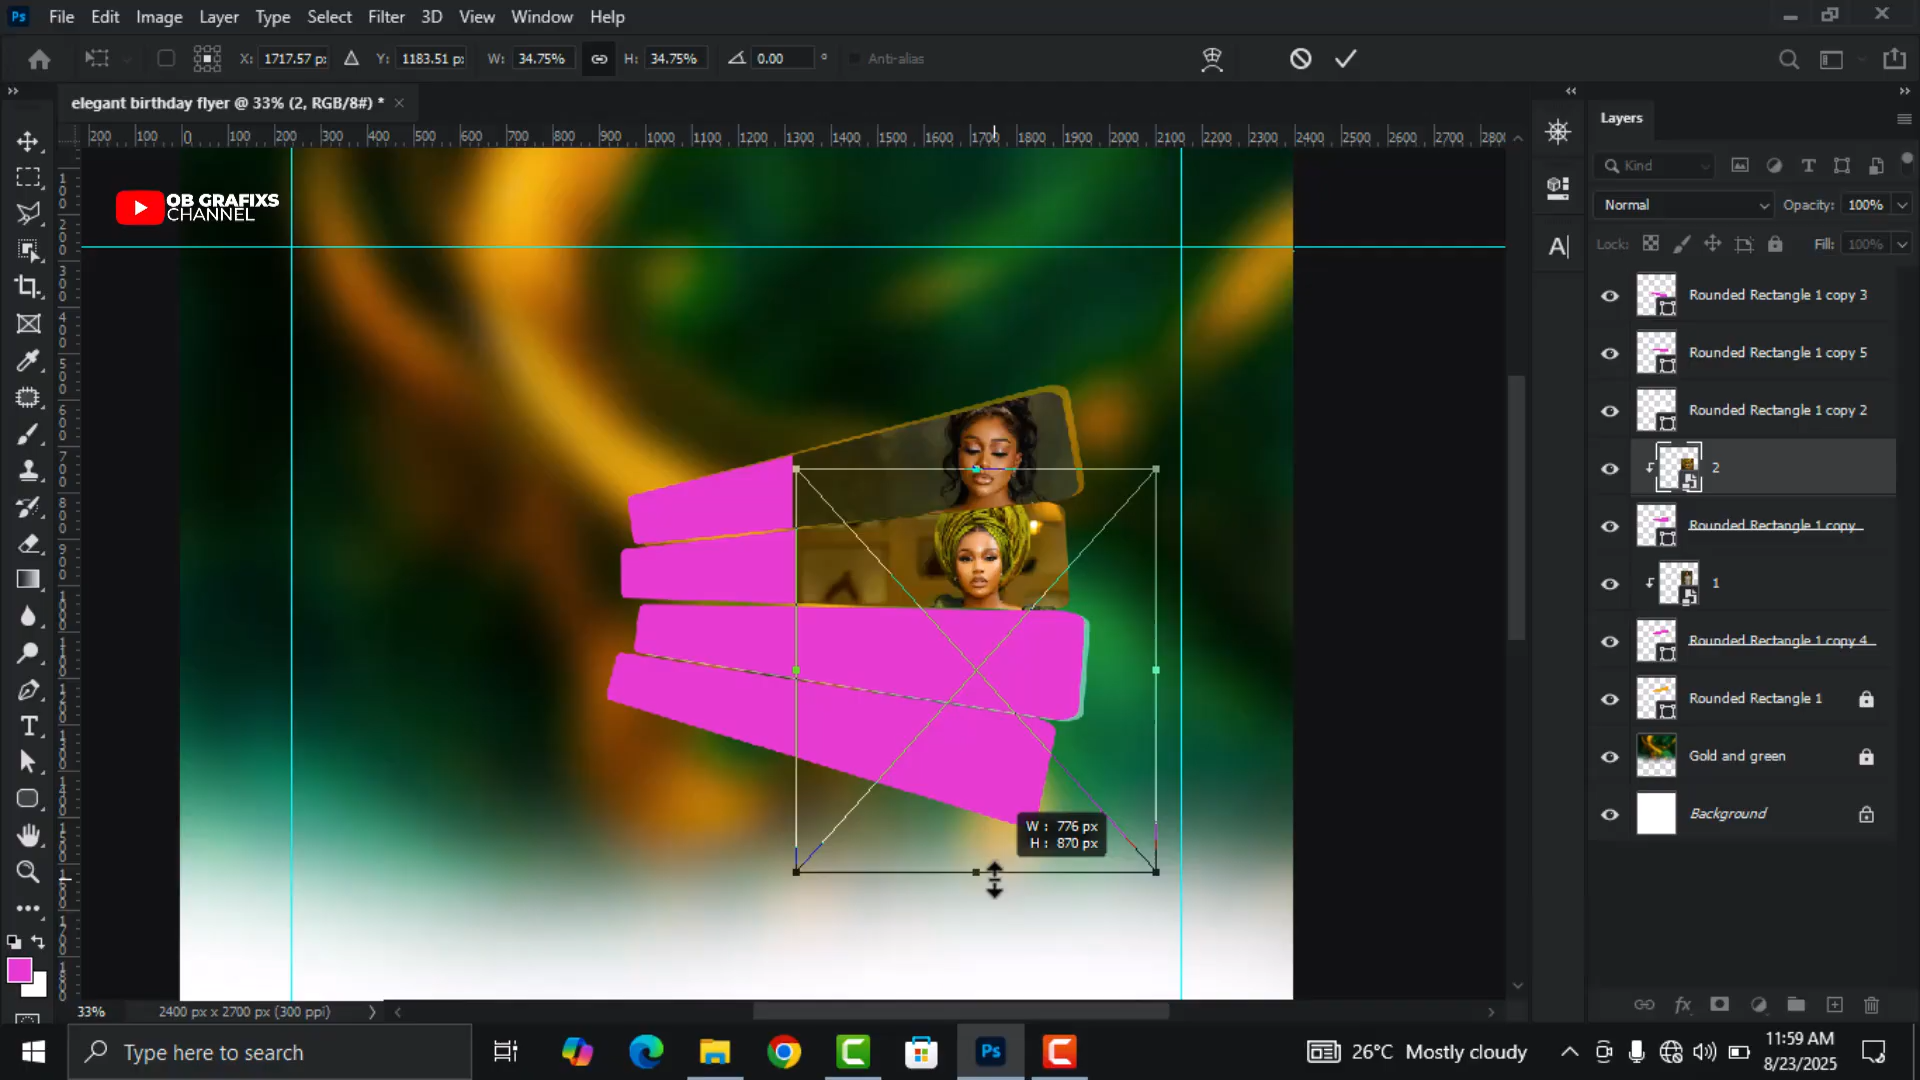 Ps File Edit Image Layer Type Select Filter 3D View Window Help
X: 1717.57 p: Y: 1183.51 p: W: 34.75% H: 34.75% 0.00 ° Anti-alias
elegant birthday flyer @ 33% (2, RGB/8#) * ×
200 100 0 100 200 300 400 500 600 700 800 900 1000 1100 1200 1300 1400 1500 1600 1700 1800 1900 2000 2100 2200 2300 2400 2500 2600 2700 2800
OB GRAFIXS
CHANNEL
W : 776 px
H : 870 px
33% 2400 px x 2700 px (300 ppi)
Layers
Kind
Normal Opacity: 100%
Lock: Fill: 100%
Rounded Rectangle 1 copy 3
Rounded Rectangle 1 copy 5
Rounded Rectangle 1 copy 2
2
Rounded Rectangle 1 copy
1
Rounded Rectangle 1 copy 4
Rounded Rectangle 1
Gold and green
Background
fx
Type here to search
Ps
26°C Mostly cloudy
11:59 AM
8/23/2025